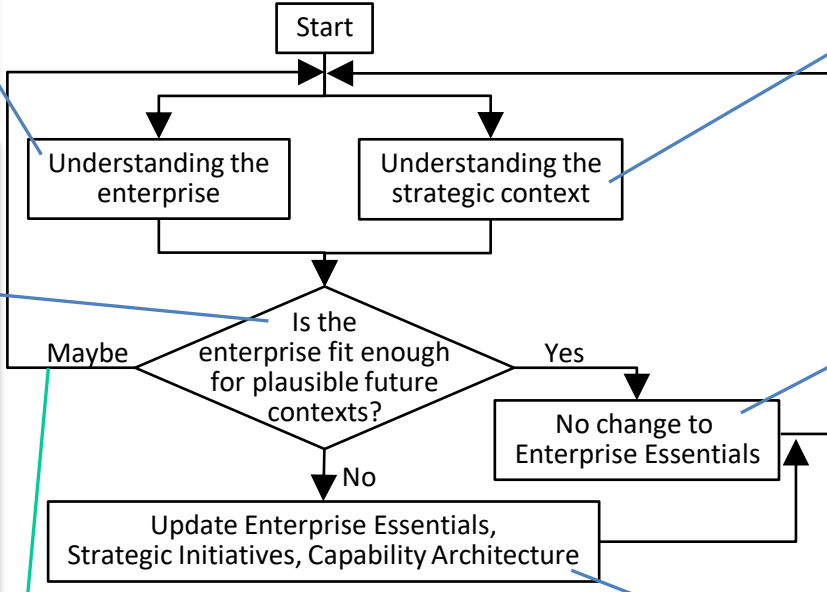 Start
Understanding the
enterprise
Understanding the
strategic context
Is the
enterprise fit enough
for plausible future
contexts?
Maybe
Yes
No change to
Enterprise Essentials
No
Update Enterprise Essentials,
Strategic Initiatives, Capability Architecture